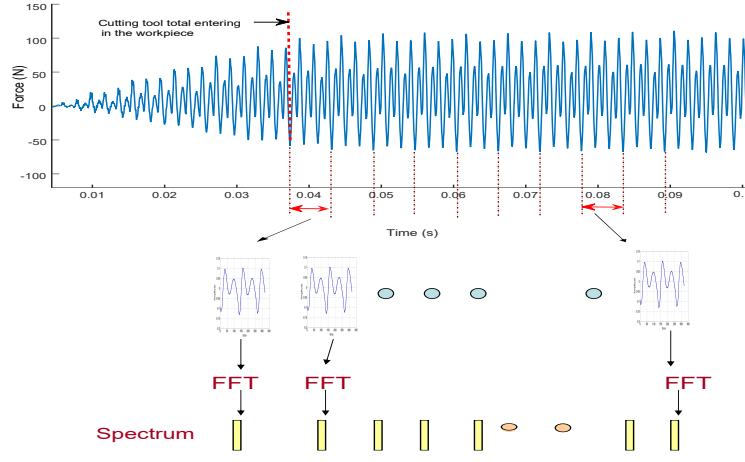 Cutting tool total entering
in the workpiece
150
100
50
0
-50
-100
Force (N)
0.01
0.02
0.03
0.04
0.05
0.06
0.07
0.08
0.09
0.
Time (s)
FFT
FFT
FFT
Spectrum